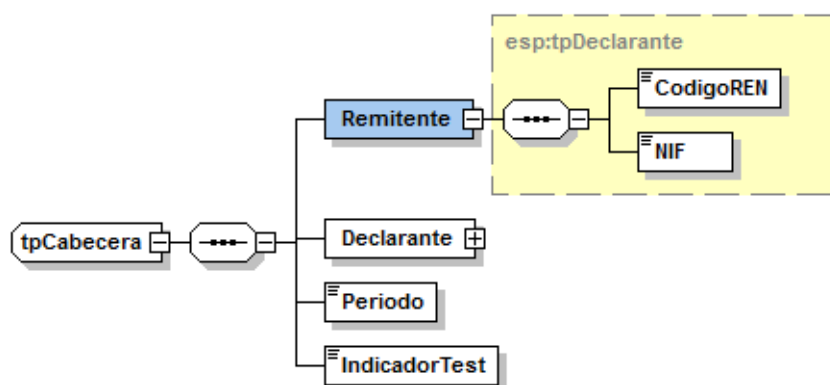 esp:tpDeclarante
CodigoREN
Remitente
NIF
tpCabecera
Declarante
Periodo
IndicadorTest